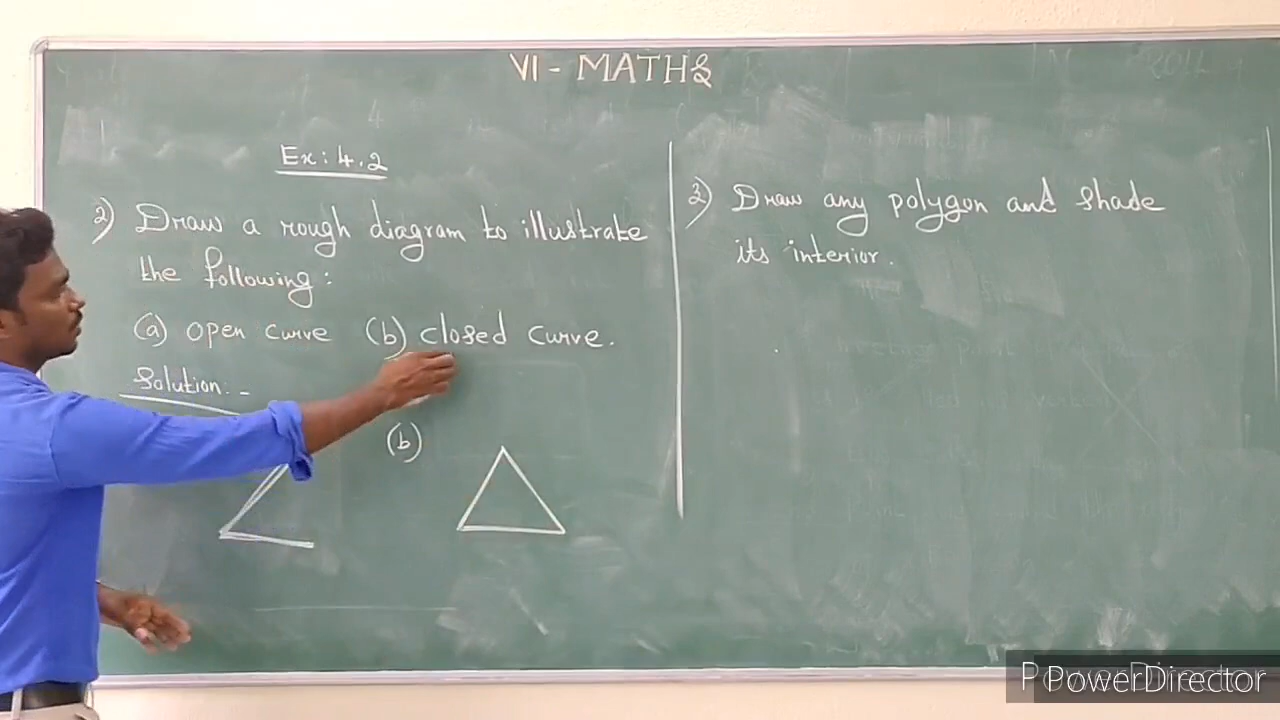 VI - MATHS
Ex: 4.2
2) Draw a rough diagram to illustrate
the following:
(a) open curve (b) closed curve.
Solution:-
(b)
3) Draw any polygon and shade
its interior.
PowerDirector